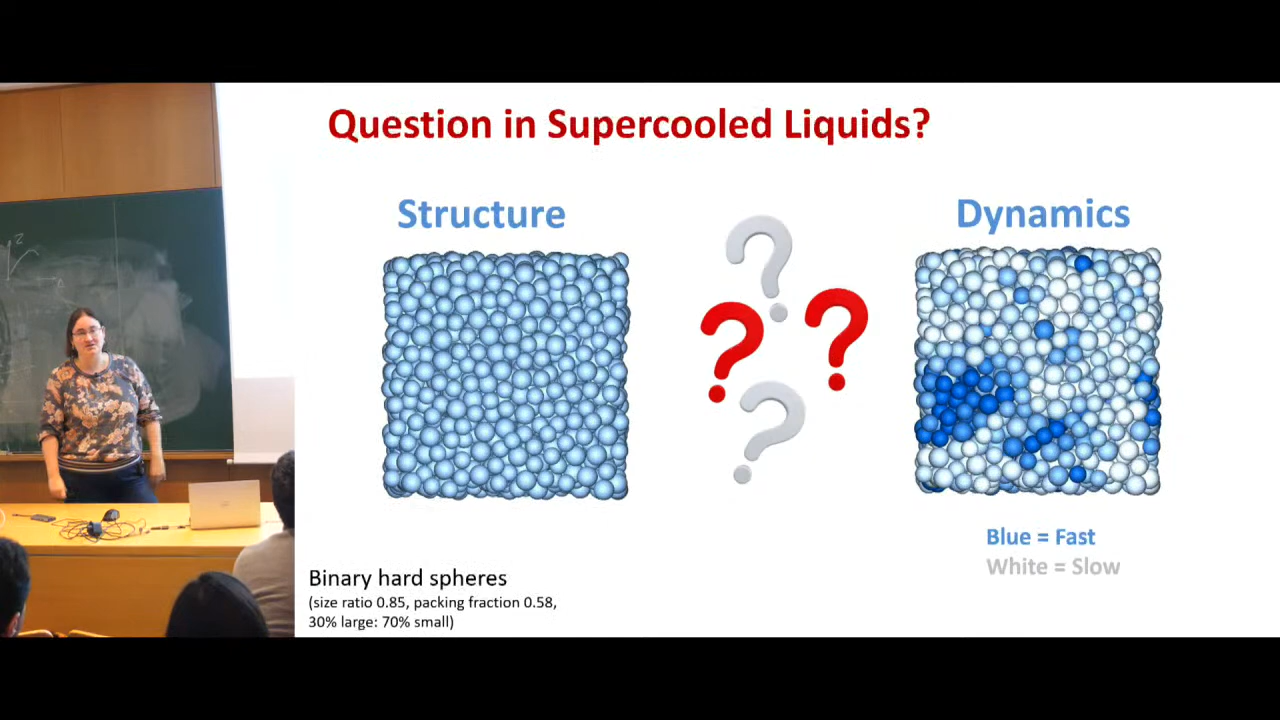 Question in Supercooled Liquids?
Structure
Dynamics
Blue = Fast
White = Slow
Binary hard spheres
(size ratio 0.85, packing fraction 0.58,
30% large: 70% small)